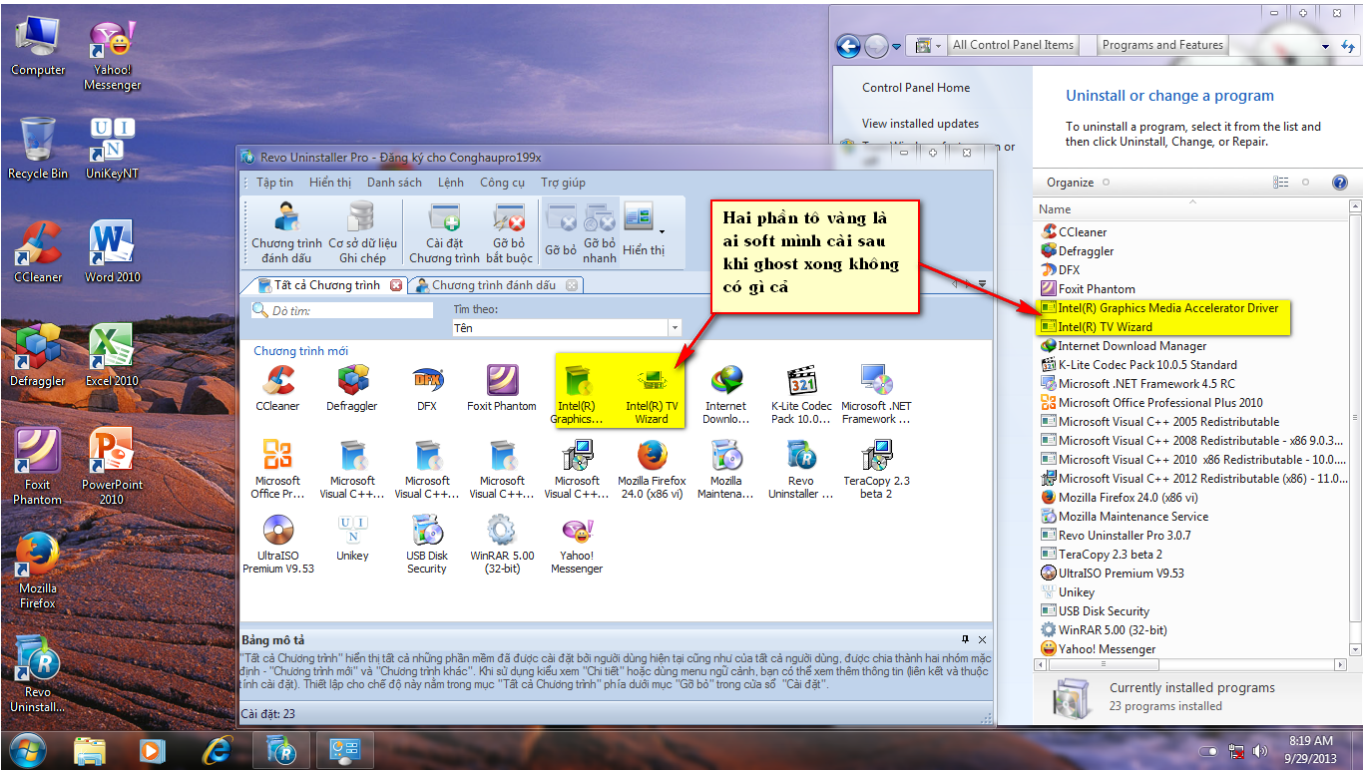 Computer
Yahoo!
Messenger
Recycle Bin
UniKeyNT
CCleaner
Word 2010
Defraggler
Excel 2010
Foxit
Phantom
PowerPoint
2010
Mozilla
Firefox
Revo
Uninstall...
Revo Uninstaller Pro - Đăng ký cho Conghaupro199x
Tập tin Hiển thị Danh sách Lệnh Công cụ Trợ giúp
Chương trình
đánh dấu
Cơ sở dữ liệu
Ghi chép
Cài đặt
Chương trình
Gỡ bỏ
bắt buộc
Gỡ bỏ
Gỡ bỏ
nhanh
Hiển thị
Tất cả Chương trình
Chương trình đánh dấu
Dò tìm:
Tìm theo:
Tên
Chương trình mới
CCleaner
Defraggler
DFX
Foxit Phantom
Intel(R)
Graphics...
Intel(R) TV
Wizard
Internet
Downlo...
K-Lite Codec
Pack 10.0...
Microsoft .NET
Framework ...
Microsoft
Office Pr...
Microsoft
Visual C++...
Microsoft
Visual C++...
Microsoft
Visual C++...
Microsoft
Visual C++...
Mozilla Firefox
24.0 (x86 vi)
Mozilla
Maintena...
Revo
Uninstaller ...
TeraCopy 2.3
beta 2
UltraISO
Premium V9.53
Unikey
USB Disk
Security
WinRAR 5.00
(32-bit)
Yahoo!
Messenger
Bảng mô tả
"Tất cả Chương trình" hiển thị tất cả những phần mềm đã được cài đặt bởi người dùng hiện tại cũng như của tất cả người dùng, được chia thành hai nhóm mặc
định - "Chương trình mới" và "Chương trình khác". Khi sử dụng kiểu xem "Chi tiết" hoặc dùng menu ngữ cảnh, bạn có thể xem thêm thông tin (liên kết và thuộc
tính cài đặt). Thiết lập cho chế độ này nằm trong mục "Tất cả Chương trình" phía dưới mục "Gỡ bỏ" trong cửa sổ "Cài đặt".
Cài đặt: 23
Hai phần tô vàng là
ai soft mình cài sau
khi ghost xong không
có gì cả
All Control Panel Items
Programs and Features
Control Panel Home
View installed updates
Uninstall or change a program
To uninstall a program, select it from the list and
then click Uninstall, Change, or Repair.
Organize
Name
CCleaner
Defraggler
DFX
Foxit Phantom
Intel(R) Graphics Media Accelerator Driver
Intel(R) TV Wizard
Internet Download Manager
K-Lite Codec Pack 10.0.5 Standard
Microsoft .NET Framework 4.5 RC
Microsoft Office Professional Plus 2010
Microsoft Visual C++ 2005 Redistributable
Microsoft Visual C++ 2008 Redistributable - x86 9.0.3...
Microsoft Visual C++ 2010 x86 Redistributable - 10.0....
Microsoft Visual C++ 2012 Redistributable (x86) - 11.0...
Mozilla Firefox 24.0 (x86 vi)
Mozilla Maintenance Service
Revo Uninstaller Pro 3.0.7
TeraCopy 2.3 beta 2
UltraISO Premium V9.53
Unikey
USB Disk Security
WinRAR 5.00 (32-bit)
Yahoo! Messenger
Currently installed programs
23 programs installed
8:19 AM
9/29/2013